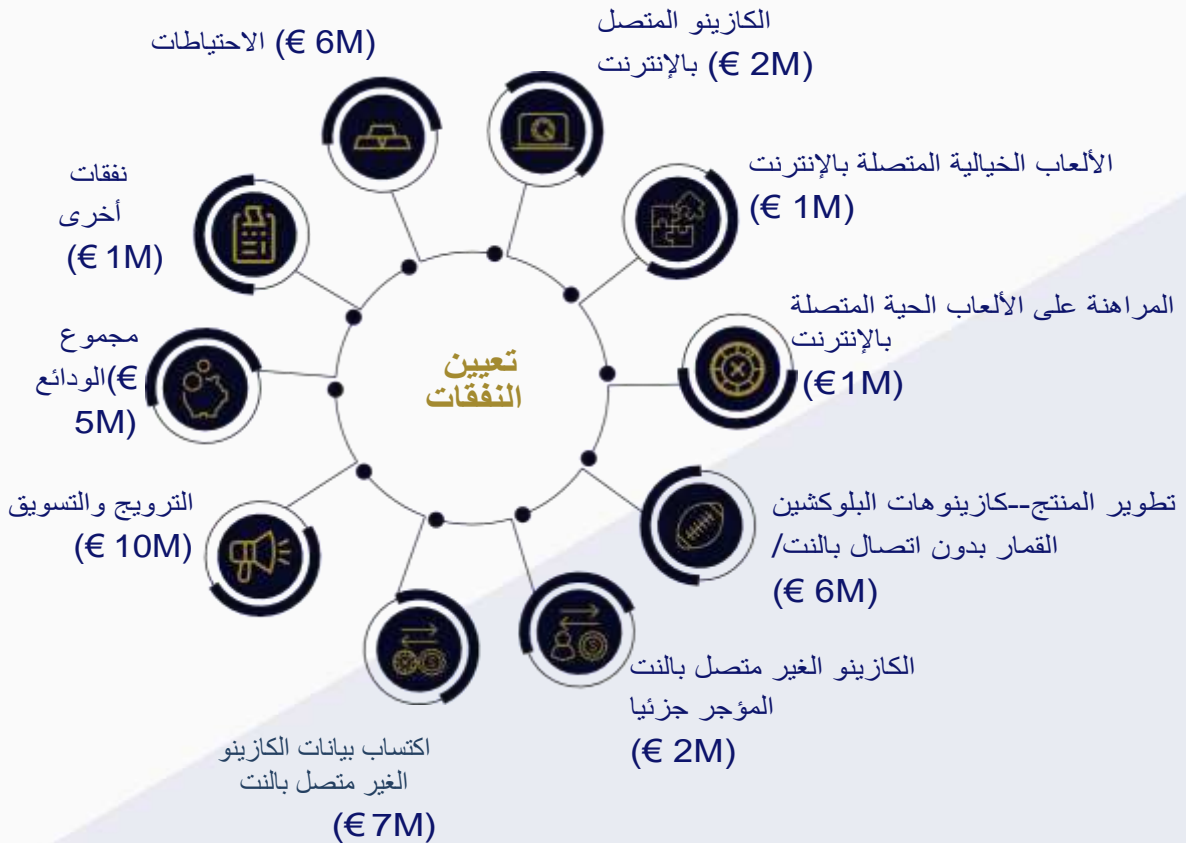 الكازينو المتصل
بالإنترنت (€ 2M)
الألعاب الخيالية المتصلة بالإنترنت
(€ 1M)
المراهنة على الألعاب الحية المتصلة
بالإنترنت
(€1M)
تطوير المنتج--كازينوهات البلوكشين
القمار بدون اتصال بالنت/
(€ 6M)
الكازينو الغير متصل بالنت
المؤجر جزئيا
(€ 2M)
اكتساب بيانات الكازينو
الغير متصل بالنت
(€7M)
الترويج والتسويق
(€ 10M)
مجموع
الودائع(€
5M)
نفقات
أخرى
(€1M)
الاحتياطات (€ 6M)
تعيين
النفقات